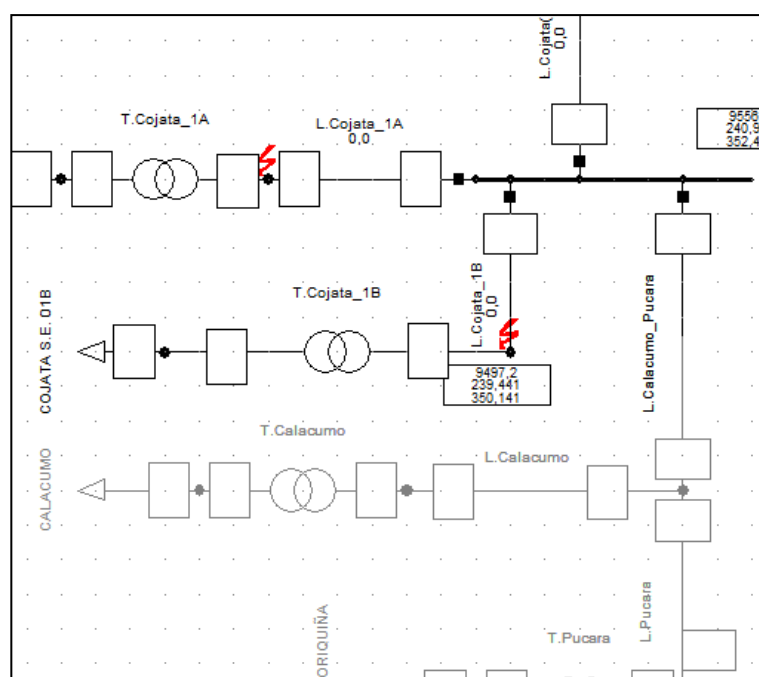 L.Cojata(
0,0
T.Cojata_1A
L.Cojata_1A
0,0
9556
240,9
352,4
L.Cojata_1B
0,0
T.Cojata_1B
COJATA S.E. 01B
9497,2
239,441
350,141
L.Calacumo_Pucara
T.Calacumo
L.Calacumo
CALACUMO
ORIQUIÑA
T.Pucara
L.Pucara